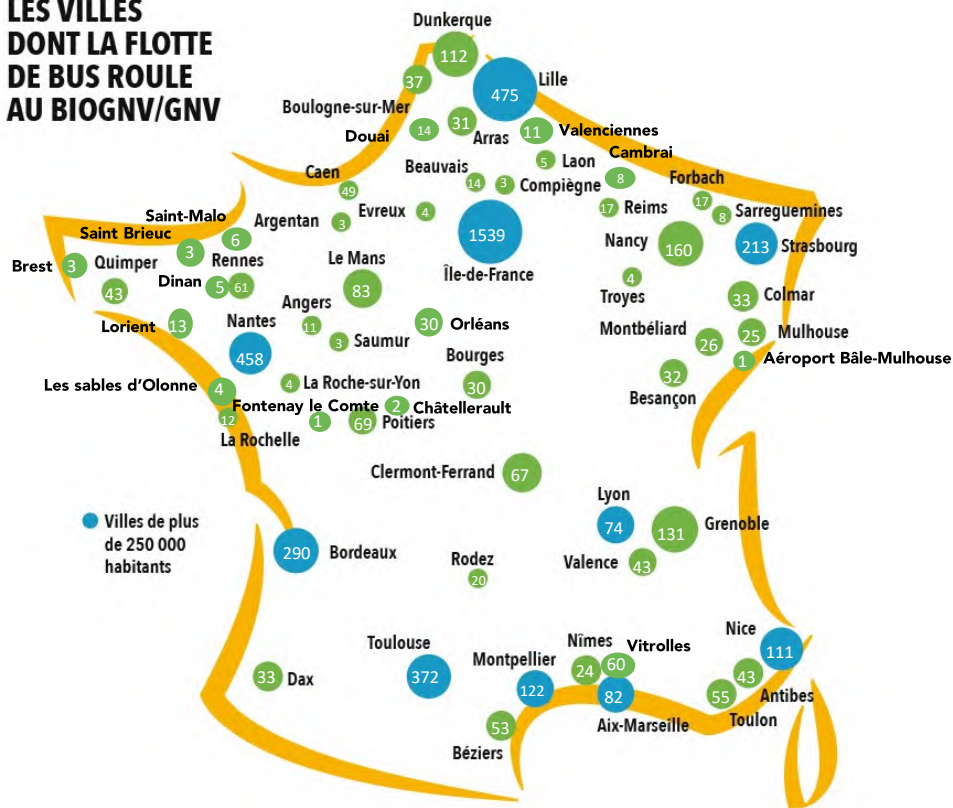 LES VILLES
DONT LA FLOTTE
DE BUS ROULE
AU BIOGNV/GNV
Dunkerque
112
37
Lille
475
Boulogne-sur-Mer
Douai
14
31
Arras
11
Valenciennes
Cambrai
8
5
Laon
Caen
49
Beauvais
14
3
Compiègne
Forbach
17
17
Reims
8
Sarreguemines
Saint-Malo
6
Argentan
3
Evreux
4
1539
Île-de-France
Nancy
160
213
Strasbourg
Saint Brieuc
3
Brest
3
Quimper
43
Rennes
Dinan
5
61
Le Mans
83
4
Troyes
33
Colmar
Lorient
13
Nantes
458
Angers
11
3
Saumur
30
Orléans
Bourges
30
Montbéliard
26
25
Mulhouse
1
Aéroport Bâle-Mulhouse
32
Besançon
Les sables d’Olonne
4
4
La Roche-sur-Yon
Fontenay le Comte
1
2
Châtellerault
12
La Rochelle
69
Poitiers
Clermont-Ferrand
67
Villes de plus
de 250 000
habitants
Lyon
74
131
Grenoble
290
Bordeaux
Valence
43
Rodez
20
Toulouse
372
33
Dax
Montpellier
122
Nîmes
24
Vitrolles
60
82
Aix-Marseille
Nice
111
43
Antibes
55
Toulon
53
Béziers